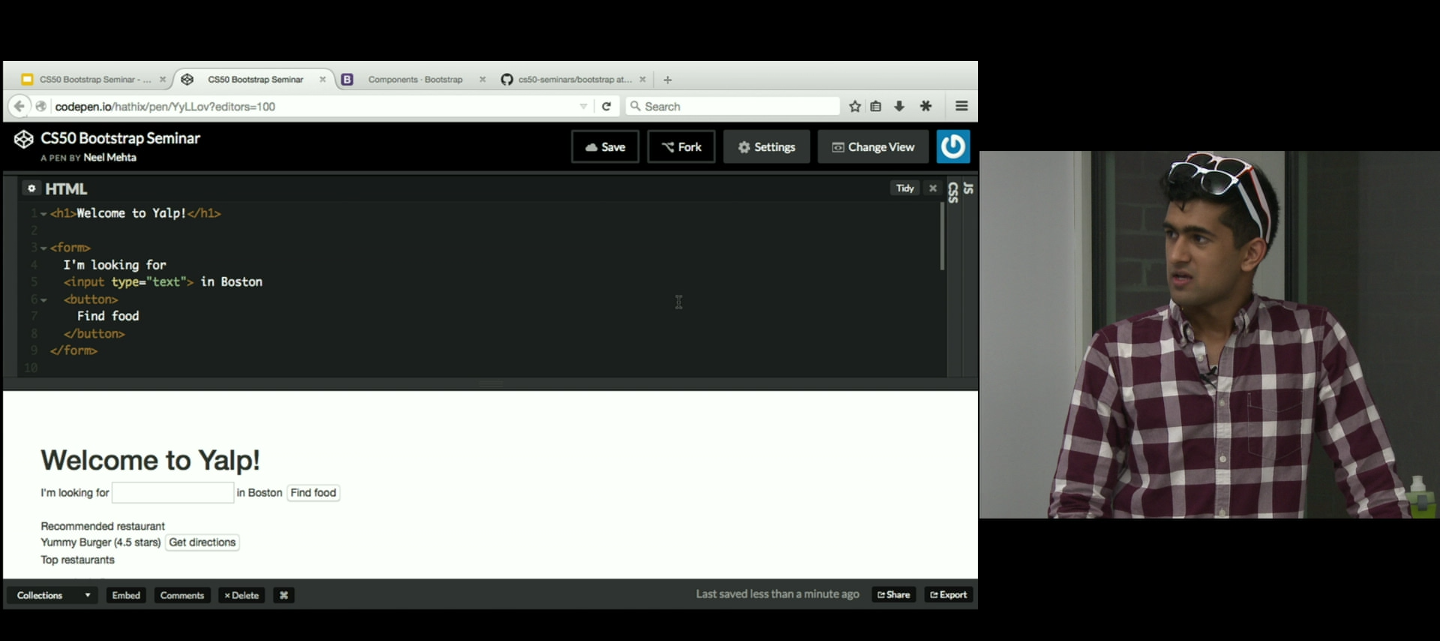 CS50 Bootstrap Seminar - ...
CS50 Bootstrap Seminar
Components · Bootstrap
cs50-seminars/bootstrap at...
codepen.io/hathix/pen/YyLLov?editors=100
Search
CS50 Bootstrap Seminar
A PEN BY Neel Mehta
Save
Fork
Settings
Change View
HTML
Tidy
CSS
JS
1 <h1>Welcome to Yalp!</h1>
2
3 <form>
4 I'm looking for
5 <input type="text"> in Boston
6 <button>
7 Find food
8 </button>
9 </form>
10
Welcome to Yalp!
I'm looking for in Boston Find food
Recommended restaurant
Yummy Burger (4.5 stars) Get directions
Top restaurants
Collections
Embed
Comments
× Delete
⌘
Last saved less than a minute ago
Share
Export